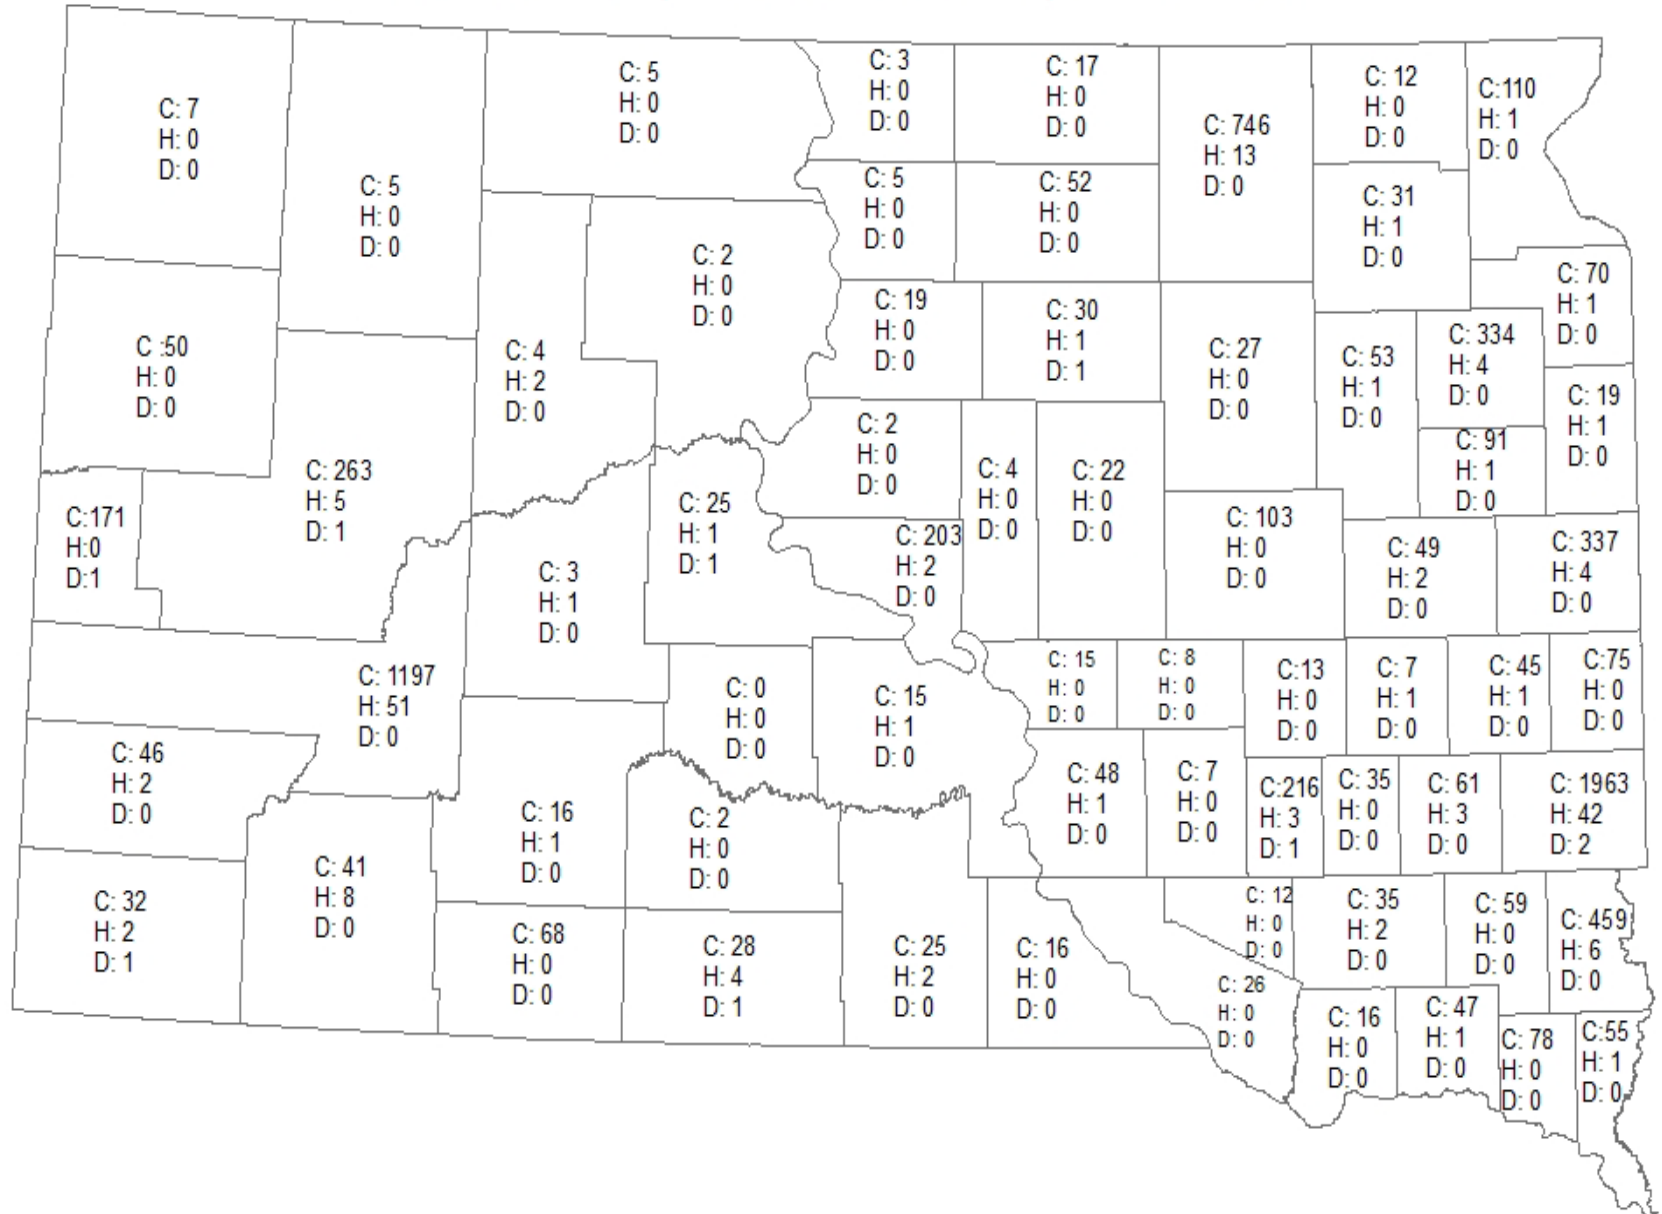 C: 7
H: 0
D: 0
C: 5
H: 0
D: 0
C: 5
H: 0
D: 0
C: 3
H: 0
D: 0
C: 17
H: 0
D: 0
C: 746
H: 13
D: 0
C: 12
H: 0
D: 0
C:110
H: 1
D: 0
C: 5
H: 0
D: 0
C: 52
H: 0
D: 0
C: 31
H: 1
D: 0
C: 2
H: 0
D: 0
C: 70
H: 1
D: 0
C: 19
H: 0
D: 0
C: 30
H: 1
D: 1
C :50
H: 0
D: 0
C: 4
H: 2
D: 0
C: 27
H: 0
D: 0
C: 53
H: 1
D: 0
C: 334
H: 4
D: 0
C: 19
H: 1
D: 0
C: 2
H: 0
D: 0
C: 91
H: 1
D: 0
C: 263
H: 5
D: 1
C: 4
H: 0
D: 0
C: 22
H: 0
D: 0
C:171
H:0
D:1
C: 25
H: 1
D: 1
C: 103
H: 0
D: 0
C: 203
H: 2
D: 0
C: 49
H: 2
D: 0
C: 337
H: 4
D: 0
C: 3
H: 1
D: 0
C: 1197
H: 51
D: 0
C: 0
H: 0
D: 0
C: 15
H: 1
D: 0
C: 15
H: 0
D: 0
C: 8
H: 0
D: 0
C:13
H: 0
D: 0
C: 7
H: 1
D: 0
C: 45
H: 1
D: 0
C:75
H: 0
D: 0
C: 46
H: 2
D: 0
C: 48
H: 1
D: 0
C: 7
H: 0
D: 0
C:216
H: 3
D: 1
C: 35
H: 0
D: 0
C: 61
H: 3
D: 0
C: 1963
H: 42
D: 2
C: 16
H: 1
D: 0
C: 2
H: 0
D: 0
C: 41
H: 8
D: 0
C: 32
H: 2
D: 1
C: 12
H: 0
D: 0
C: 35
H: 2
D: 0
C: 59
H: 0
D: 0
C: 459
H: 6
D: 0
C: 68
H: 0
D: 0
C: 28
H: 4
D: 1
C: 25
H: 2
D: 0
C: 16
H: 0
D: 0
C: 26
H: 0
D: 0
C: 16
H: 0
D: 0
C: 47
H: 1
D: 0
C: 78
H: 0
D: 0
C:55
H: 1
D: 0